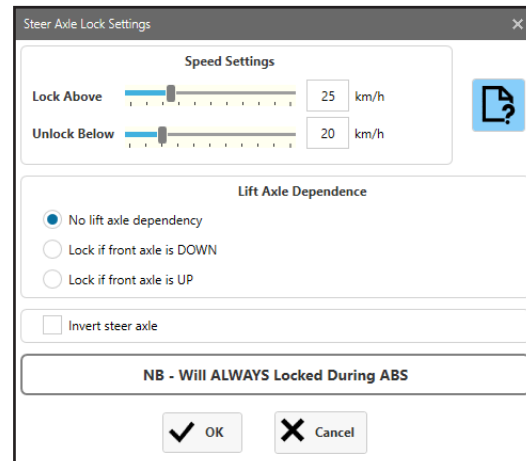 Steer Axle Lock Settings
Speed Settings
Lock Above 25 km/h
Unlock Below 20 km/h
Lift Axle Dependence
No lift axle dependency
Lock if front axle is DOWN
Lock if front axle is UP
Invert steer axle
NB - Will ALWAYS Locked During ABS
OK Cancel